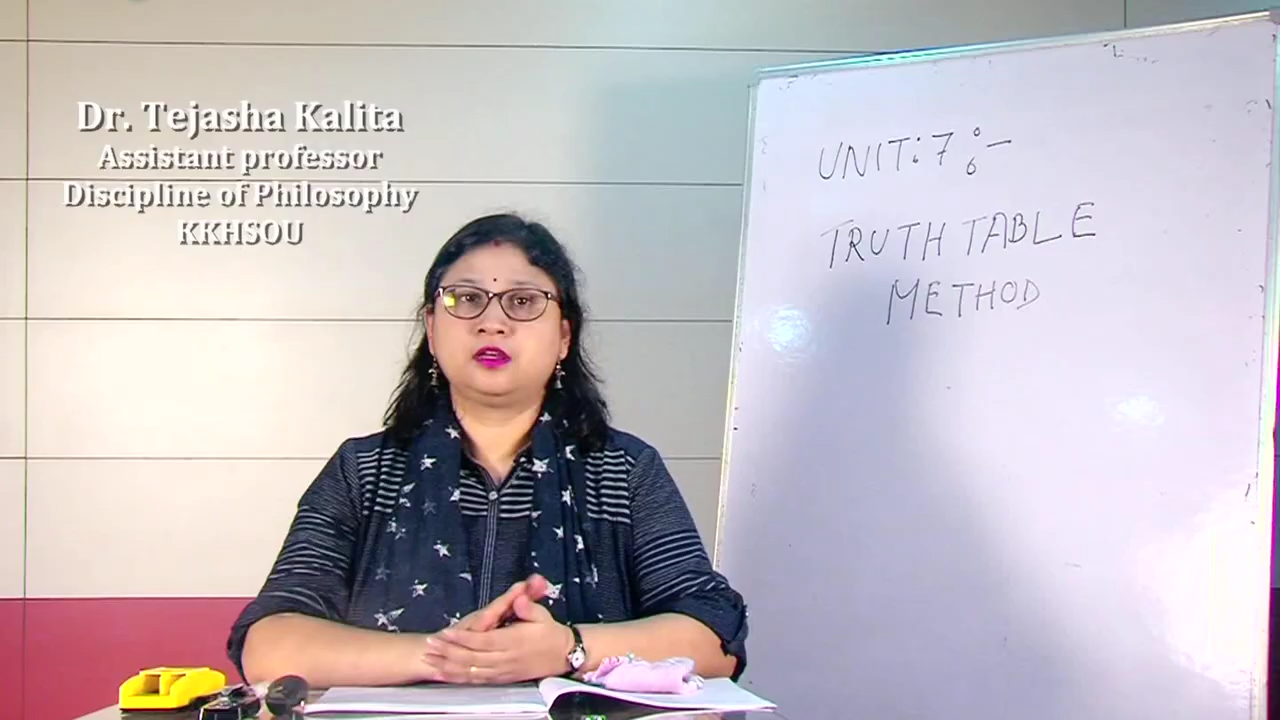 Dr. Tejasha Kalita
Assistant professor
Discipline of Philosophy
KKHSOU
UNIT: 7 :-
TRUTH TABLE
METHOD